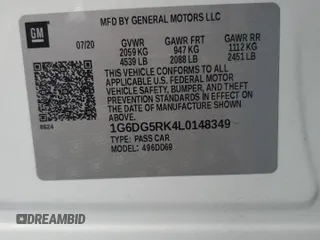 GM
MFD BY GENERAL MOTORS LLC
07/20 GVWR GAWR FRT GAWR RR
2059 KG 947 KG 1112 KG
4539 LB 2088 LB 2451 LB
THIS VEHICLE CONFORMS TO ALL APPLICABLE
U.S. FEDERAL MOTOR VEHICLE
SAFETY, BUMPER, AND THEFT
PREVENTION STANDARDS IN EFFECT
ON THE DATE OF MANUFACTURE
SHOWN ABOVE.
1G6DG5RK4L0148349
8624
TYPE: PASS CAR
MODEL: 496DD69
DREAMBID